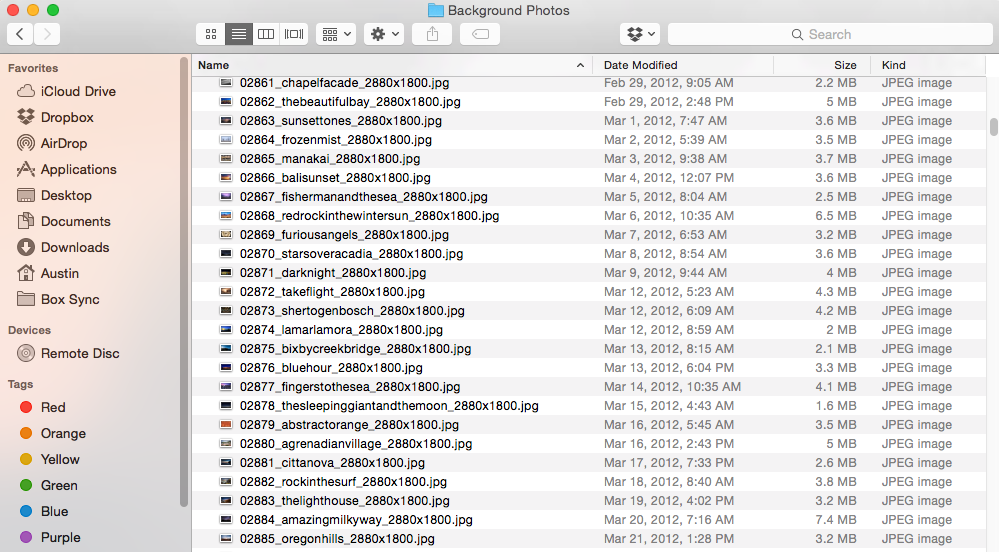 Background Photos
Search
Favorites
iCloud Drive
Dropbox
AirDrop
Applications
Desktop
Documents
Downloads
Austin
Box Sync
Devices
Remote Disc
Tags
Red
Orange
Yellow
Green
Blue
Purple
Name Date Modified Size Kind
02861_chapelfacade_2880x1800.jpg Feb 29, 2012, 9:05 AM 2.2 MB JPEG image
02862_thebeautifulbay_2880x1800.jpg Feb 29, 2012, 2:48 PM 5 MB JPEG image
02863_sunsettones_2880x1800.jpg Mar 1, 2012, 7:47 AM 3.6 MB JPEG image
02864_frozenmist_2880x1800.jpg Mar 2, 2012, 5:39 AM 3.5 MB JPEG image
02865_manakai_2880x1800.jpg Mar 3, 2012, 9:38 AM 3.7 MB JPEG image
02866_balisunset_2880x1800.jpg Mar 4, 2012, 12:07 PM 3.6 MB JPEG image
02867_fishermanandthesea_2880x1800.jpg Mar 5, 2012, 8:04 AM 2.5 MB JPEG image
02868_redrockinthewintersun_2880x1800.jpg Mar 6, 2012, 10:35 AM 6.5 MB JPEG image
02869_furiousangels_2880x1800.jpg Mar 7, 2012, 6:53 AM 3.2 MB JPEG image
02870_starsoveracadia_2880x1800.jpg Mar 8, 2012, 8:54 AM 3.6 MB JPEG image
02871_darknight_2880x1800.jpg Mar 9, 2012, 9:44 AM 4 MB JPEG image
02872_takeflight_2880x1800.jpg Mar 12, 2012, 5:23 AM 4.3 MB JPEG image
02873_shertogenbosch_2880x1800.jpg Mar 12, 2012, 6:09 AM 4.2 MB JPEG image
02874_lamarlamora_2880x1800.jpg Mar 12, 2012, 8:59 AM 2 MB JPEG image
02875_bixbycreekbridge_2880x1800.jpg Mar 13, 2012, 8:15 AM 2.1 MB JPEG image
02876_bluehour_2880x1800.jpg Mar 13, 2012, 6:04 PM 3.3 MB JPEG image
02877_fingerstothesea_2880x1800.jpg Mar 14, 2012, 10:35 AM 4.1 MB JPEG image
02878_thesleepinggiantandthemoon_2880x1800.jpg Mar 15, 2012, 4:43 AM 1.6 MB JPEG image
02879_abstractorange_2880x1800.jpg Mar 16, 2012, 5:45 AM 3.5 MB JPEG image
02880_agrenadianvillage_2880x1800.jpg Mar 16, 2012, 2:43 PM 5 MB JPEG image
02881_cittanova_2880x1800.jpg Mar 17, 2012, 7:33 PM 2.6 MB JPEG image
02882_rockinthesurf_2880x1800.jpg Mar 18, 2012, 8:40 AM 3.8 MB JPEG image
02883_thelighthouse_2880x1800.jpg Mar 19, 2012, 4:02 PM 3.2 MB JPEG image
02884_amazingmilkyway_2880x1800.jpg Mar 20, 2012, 7:16 AM 7.4 MB JPEG image
02885_oregonhills_2880x1800.jpg Mar 21, 2012, 1:28 PM 3.2 MB JPEG image